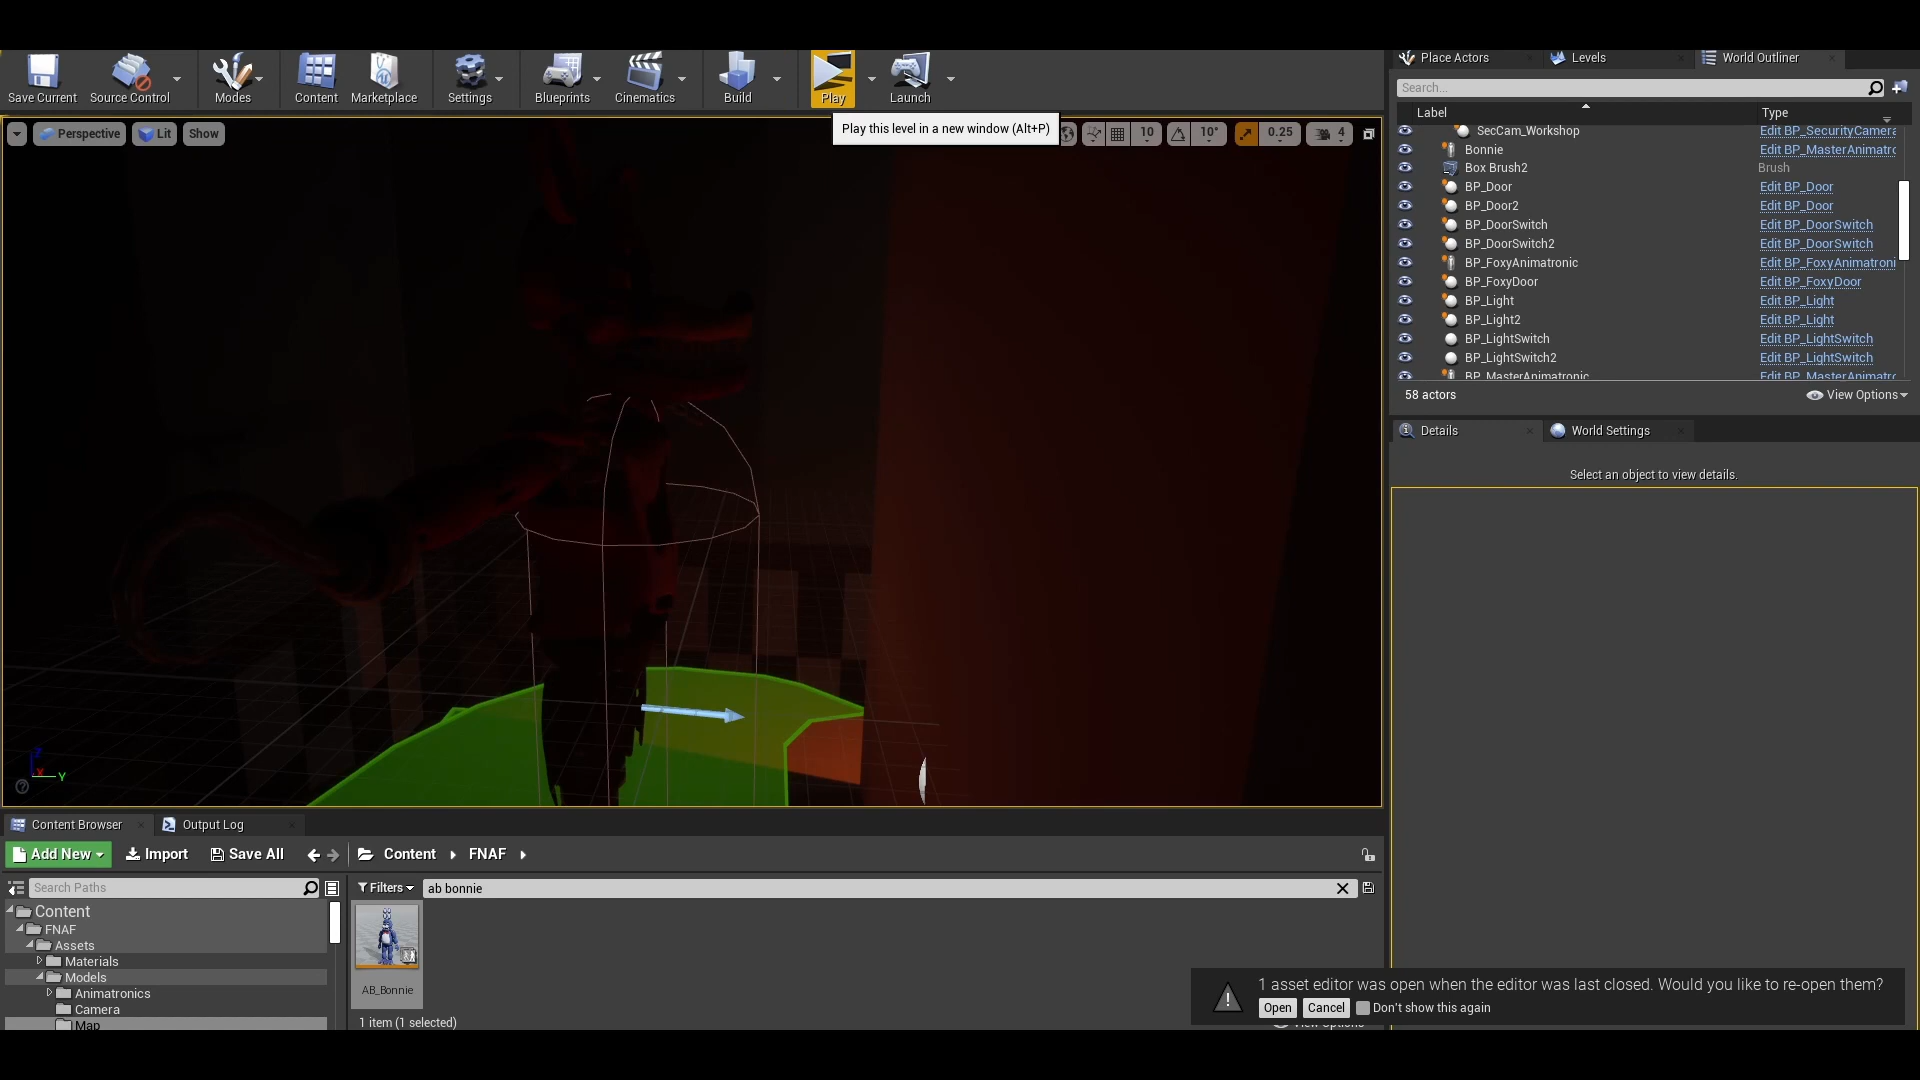 Save Current
Source Control
Modes
Content
Marketplace
Settings
Blueprints
Cinematics
Build
Play
Launch
Perspective
Lit
Show
Play this level in a new window (Alt+P)
10
10°
0.25
4
Place Actors
Levels
World Outliner
Search...
Label
Type
SecCam_Workshop
Edit BP_SecurityCamera
Bonnie
Edit BP_MasterAnimatro
Box Brush2
Brush
BP_Door
Edit BP_Door
BP_Door2
Edit BP_Door
BP_DoorSwitch
Edit BP_DoorSwitch
BP_DoorSwitch2
Edit BP_DoorSwitch
BP_FoxyAnimatronic
Edit BP_FoxyAnimatroni
BP_FoxyDoor
Edit BP_FoxyDoor
BP_Light
Edit BP_Light
BP_Light2
Edit BP_Light
BP_LightSwitch
Edit BP_LightSwitch
BP_LightSwitch2
Edit BP_LightSwitch
BP_MasterAnimatronic
Edit BP_MasterAnimatro
58 actors
View Options
Details
World Settings
Select an object to view details.
Z
X
Y
Content Browser
Output Log
Add New
Import
Save All
Content
FNAF
Search Paths
Filters
ab bonnie
Content
FNAF
Assets
Materials
Models
Animatronics
Camera
Map
AB_Bonnie
1 item (1 selected)
View Options
1 asset editor was open when the editor was last closed. Would you like to re-open them?
Open
Cancel
Don't show this again